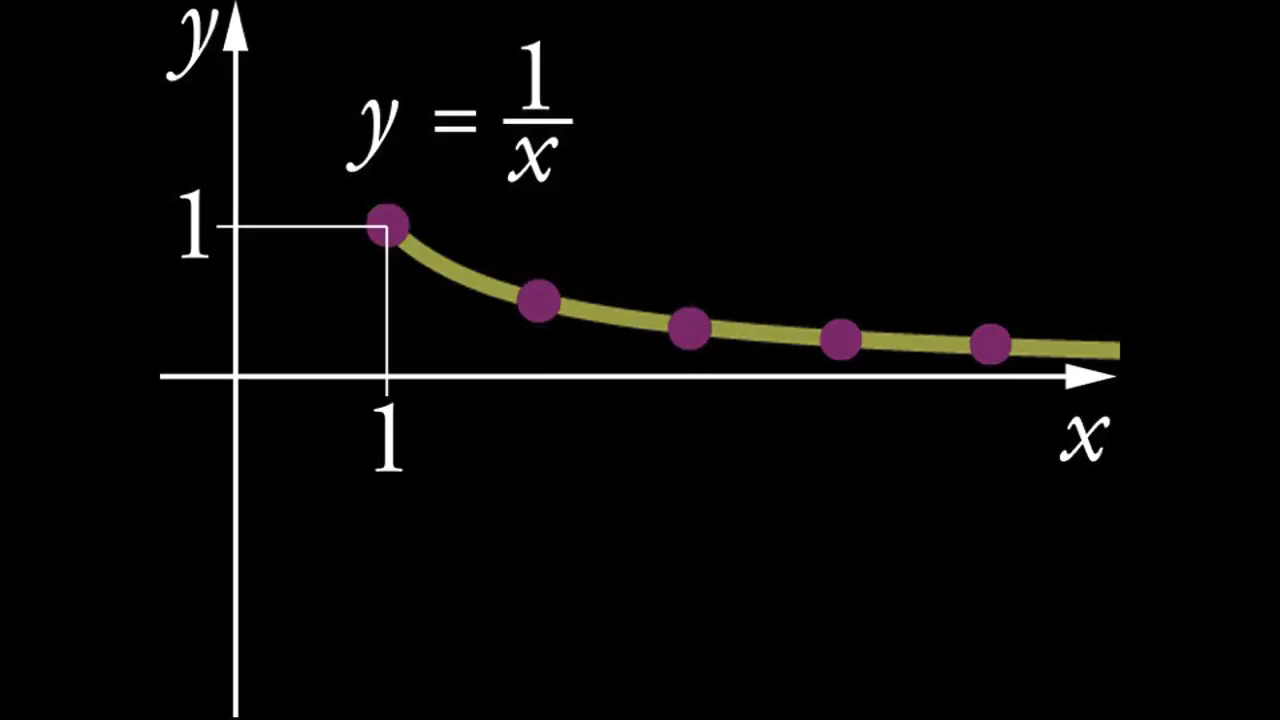 y
y = 1/x
1
1
x